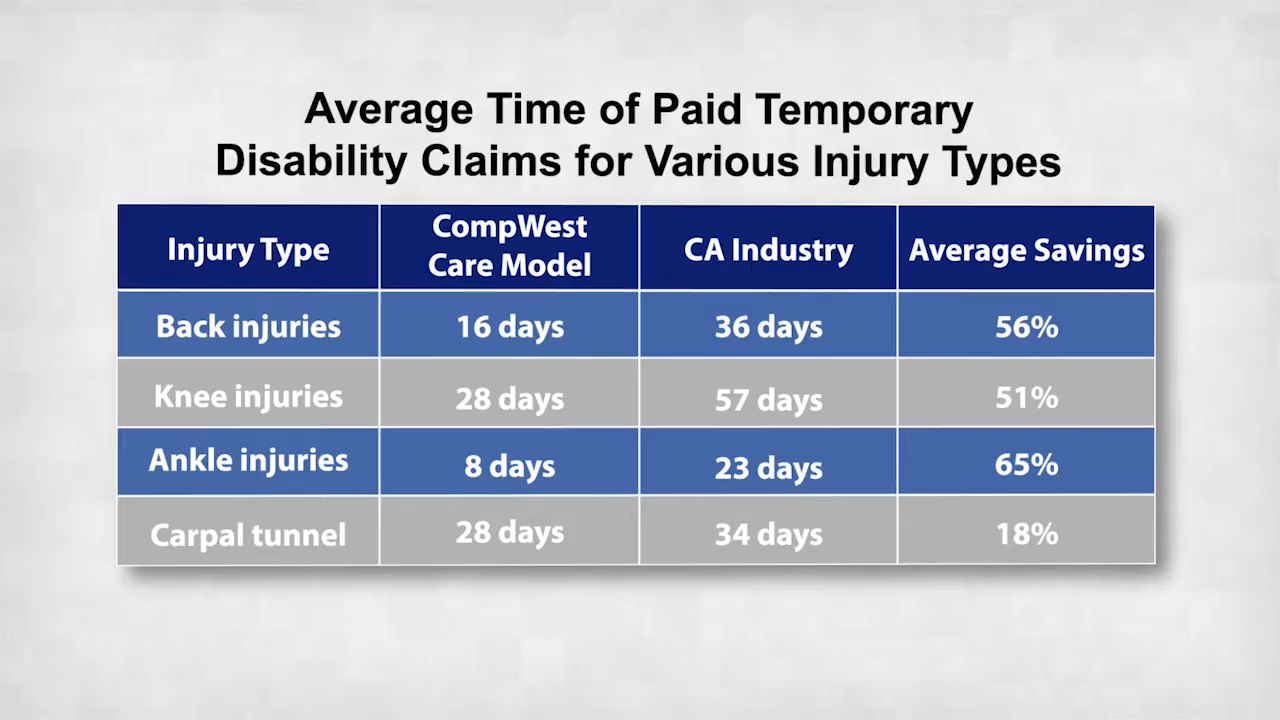 Average Time of Paid Temporary
Disability Claims for Various Injury Types
Injury Type
CompWest
Care Model
CA Industry
Average Savings
Back injuries
16 days
36 days
56%
Knee injuries
28 days
57 days
51%
Ankle injuries
8 days
23 days
65%
Carpal tunnel
28 days
34 days
18%